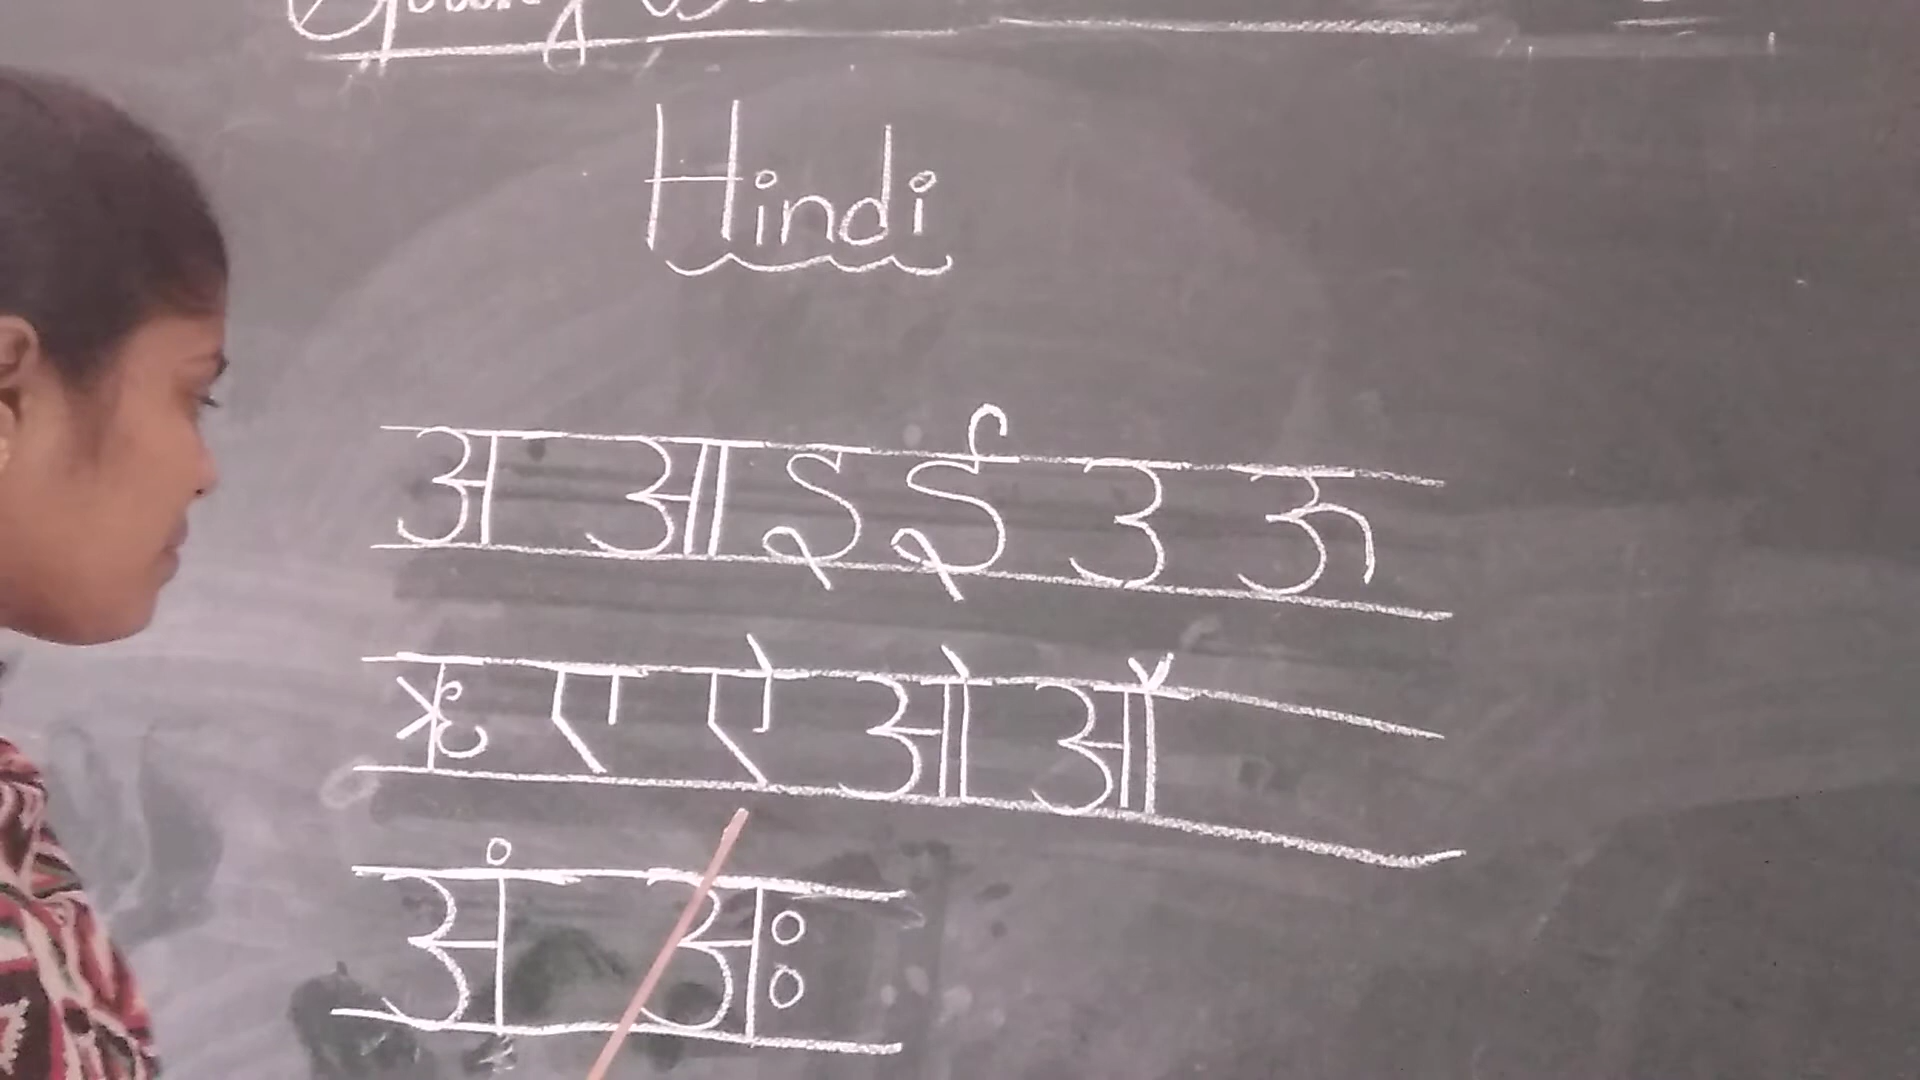 Hindi
अ आ इ ई उ ऊ
ऋ ए ऐ ओ औ
अं अः